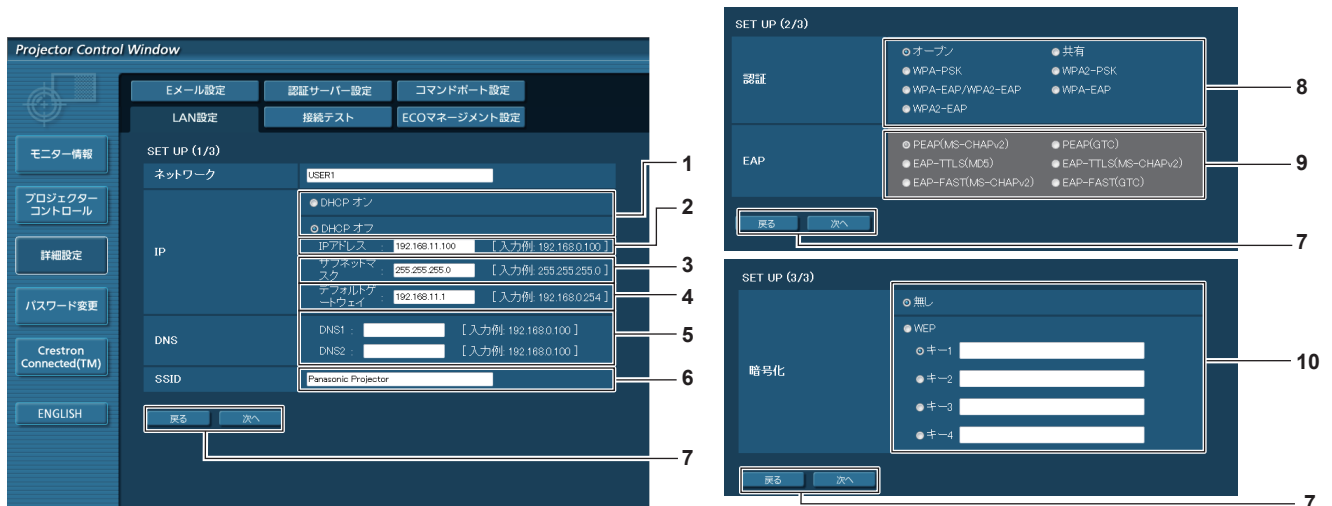 Projector Control Window
Eメール設定 認証サーバー設定 コマンドポート設定
LAN設定 接続テスト ECOマネージメント設定
モニター情報
プロジェクター
コントロール
詳細設定
パスワード変更
Crestron
Connected(TM)
ENGLISH
SET UP (1/3)
ネットワーク USER1
IP
DHCP オン
DHCP オフ
IPアドレス : 192.168.11.100 [ 入力例: 192.168.0.100 ]
サブネットマ
スク : 255.255.255.0 [ 入力例: 255.255.255.0 ]
デフォルトゲ
ートウェイ : 192.168.11.1 [ 入力例: 192.168.0.254 ]
DNS
DNS1 : [ 入力例: 192.168.0.100 ]
DNS2 : [ 入力例: 192.168.0.100 ]
SSID Panasonic Projector
戻る 次へ
1
2
3
4
5
6
7
SET UP (2/3)
認証
オープン 共有
WPA-PSK WPA2-PSK
WPA-EAP/WPA2-EAP WPA-EAP
WPA2-EAP
8
EAP
PEAP(MS-CHAPv2) PEAP(GTC)
EAP-TTLS(MD5) EAP-TTLS(MS-CHAPv2)
EAP-FAST(MS-CHAPv2) EAP-FAST(GTC)
9
戻る 次へ
7
SET UP (3/3)
暗号化
無し
WEP
キー1
キー2
キー3
キー4
10
戻る 次へ
7